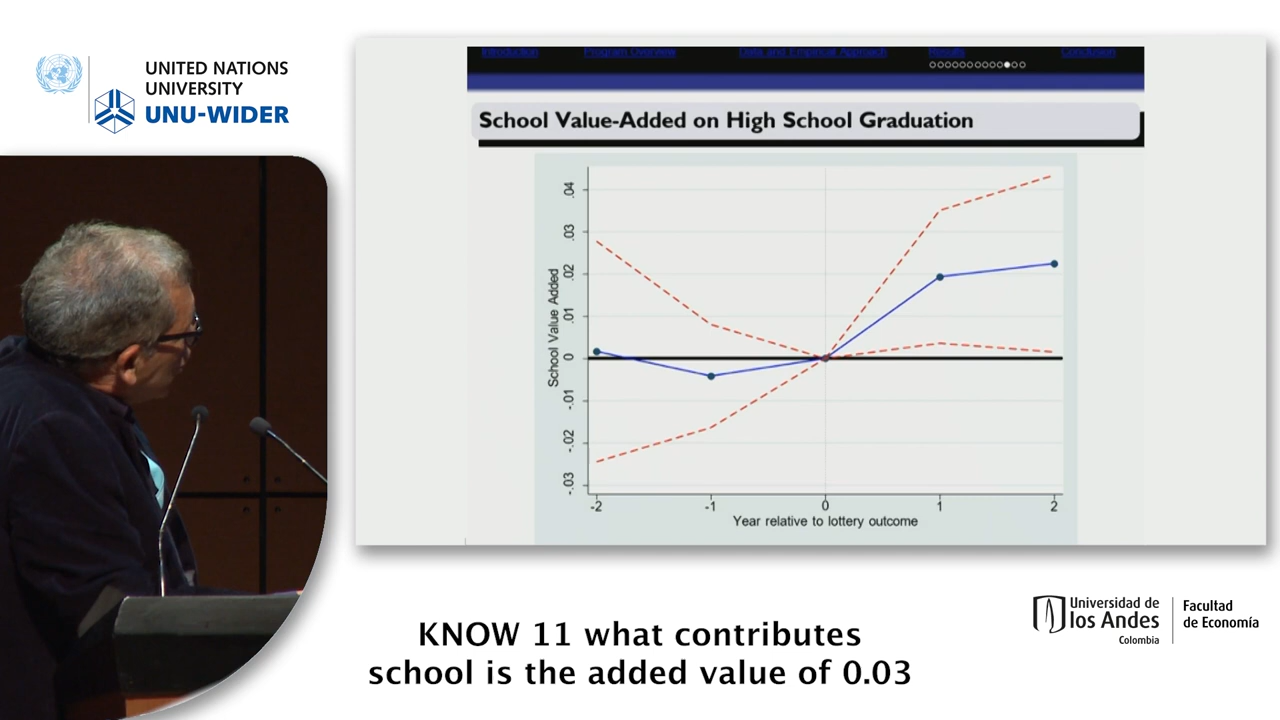 UNITED NATIONS
UNIVERSITY
UNU-WIDER
Introduction Program Overview Data and Empirical Approach Results Conclusion
School Value-Added on High School Graduation
School Value Added
.04
.03
.02
.01
0
-.01
-.02
-.03
-2 -1 0 1 2
Year relative to lottery outcome
KNOW 11 what contributes
school is the added value of 0.03
Universidad de
los Andes
Colombia
Facultad
de Economía